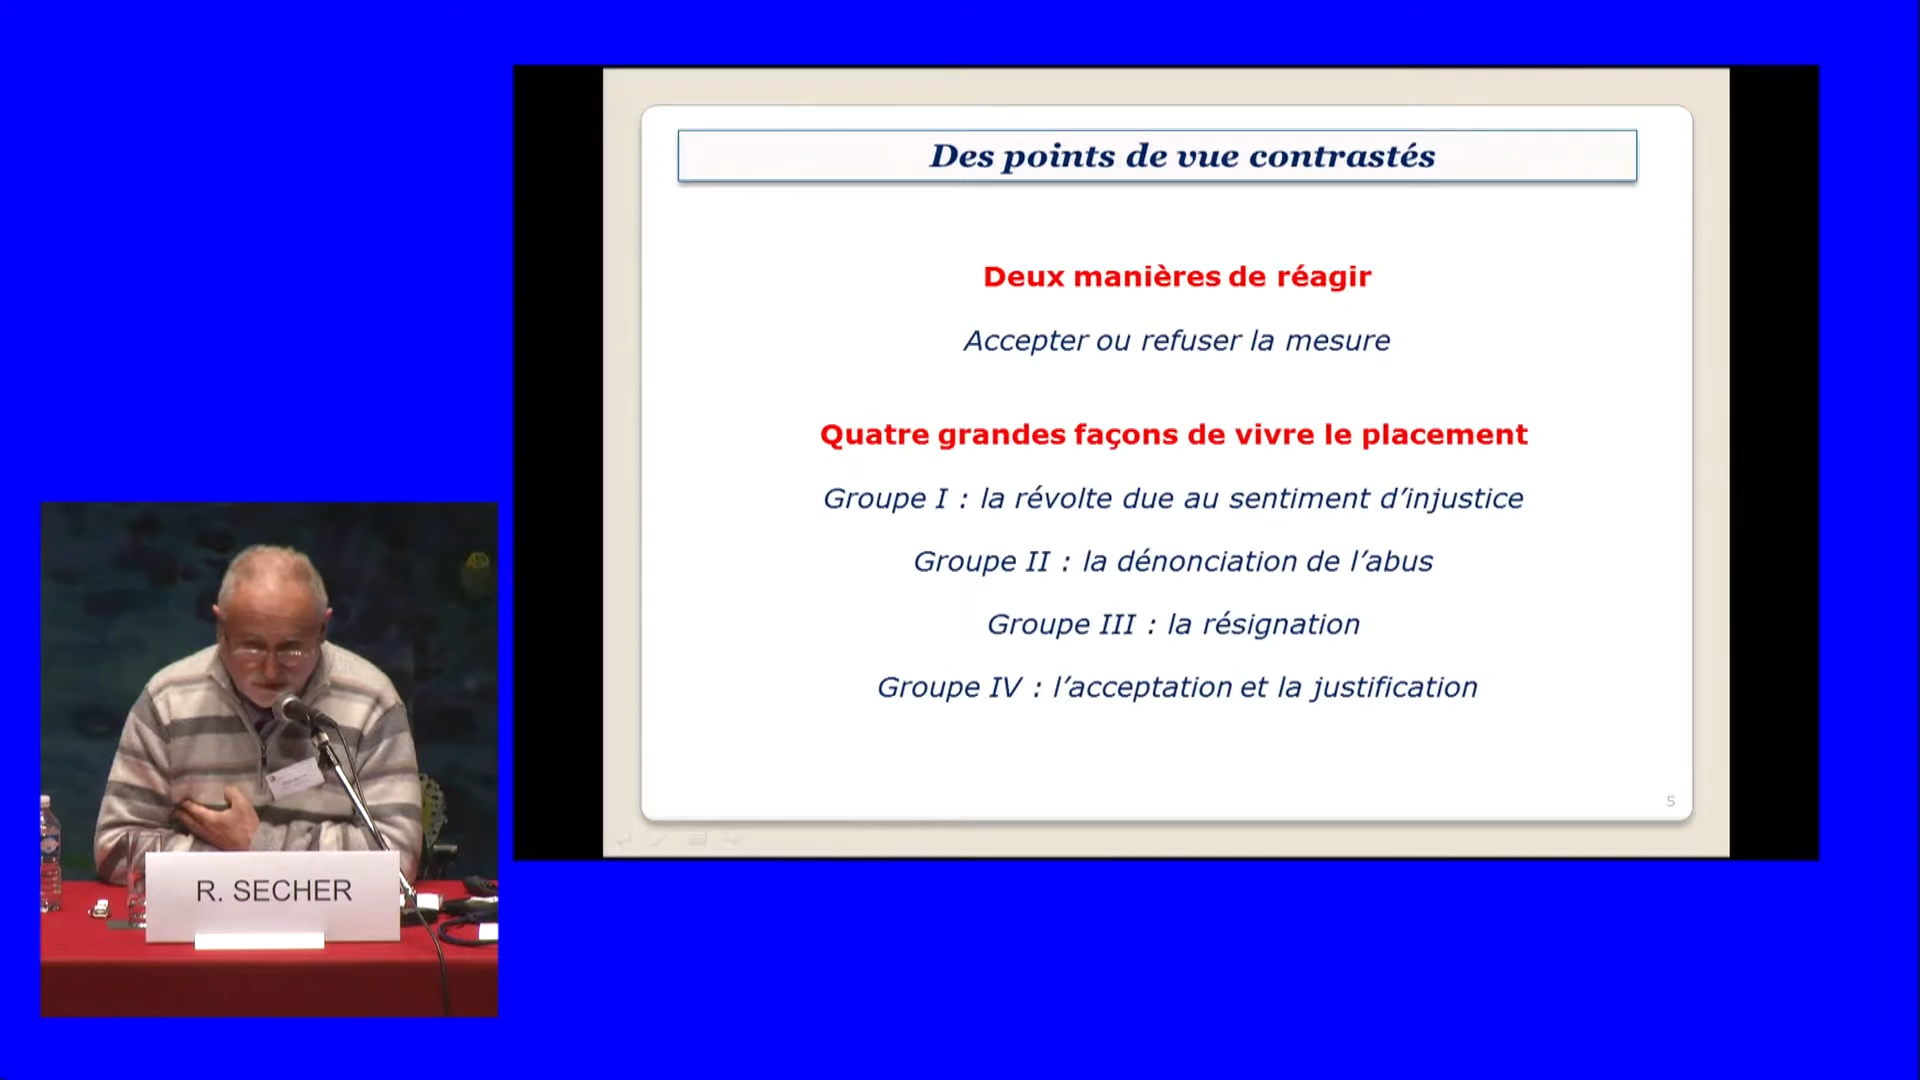 Des points de vue contrastés
Deux manières de réagir
Accepter ou refuser la mesure
Quatre grandes façons de vivre le placement
Groupe I : la révolte due au sentiment d’injustice
Groupe II : la dénonciation de l’abus
Groupe III : la résignation
Groupe IV : l’acceptation et la justification
5
R. SECHER